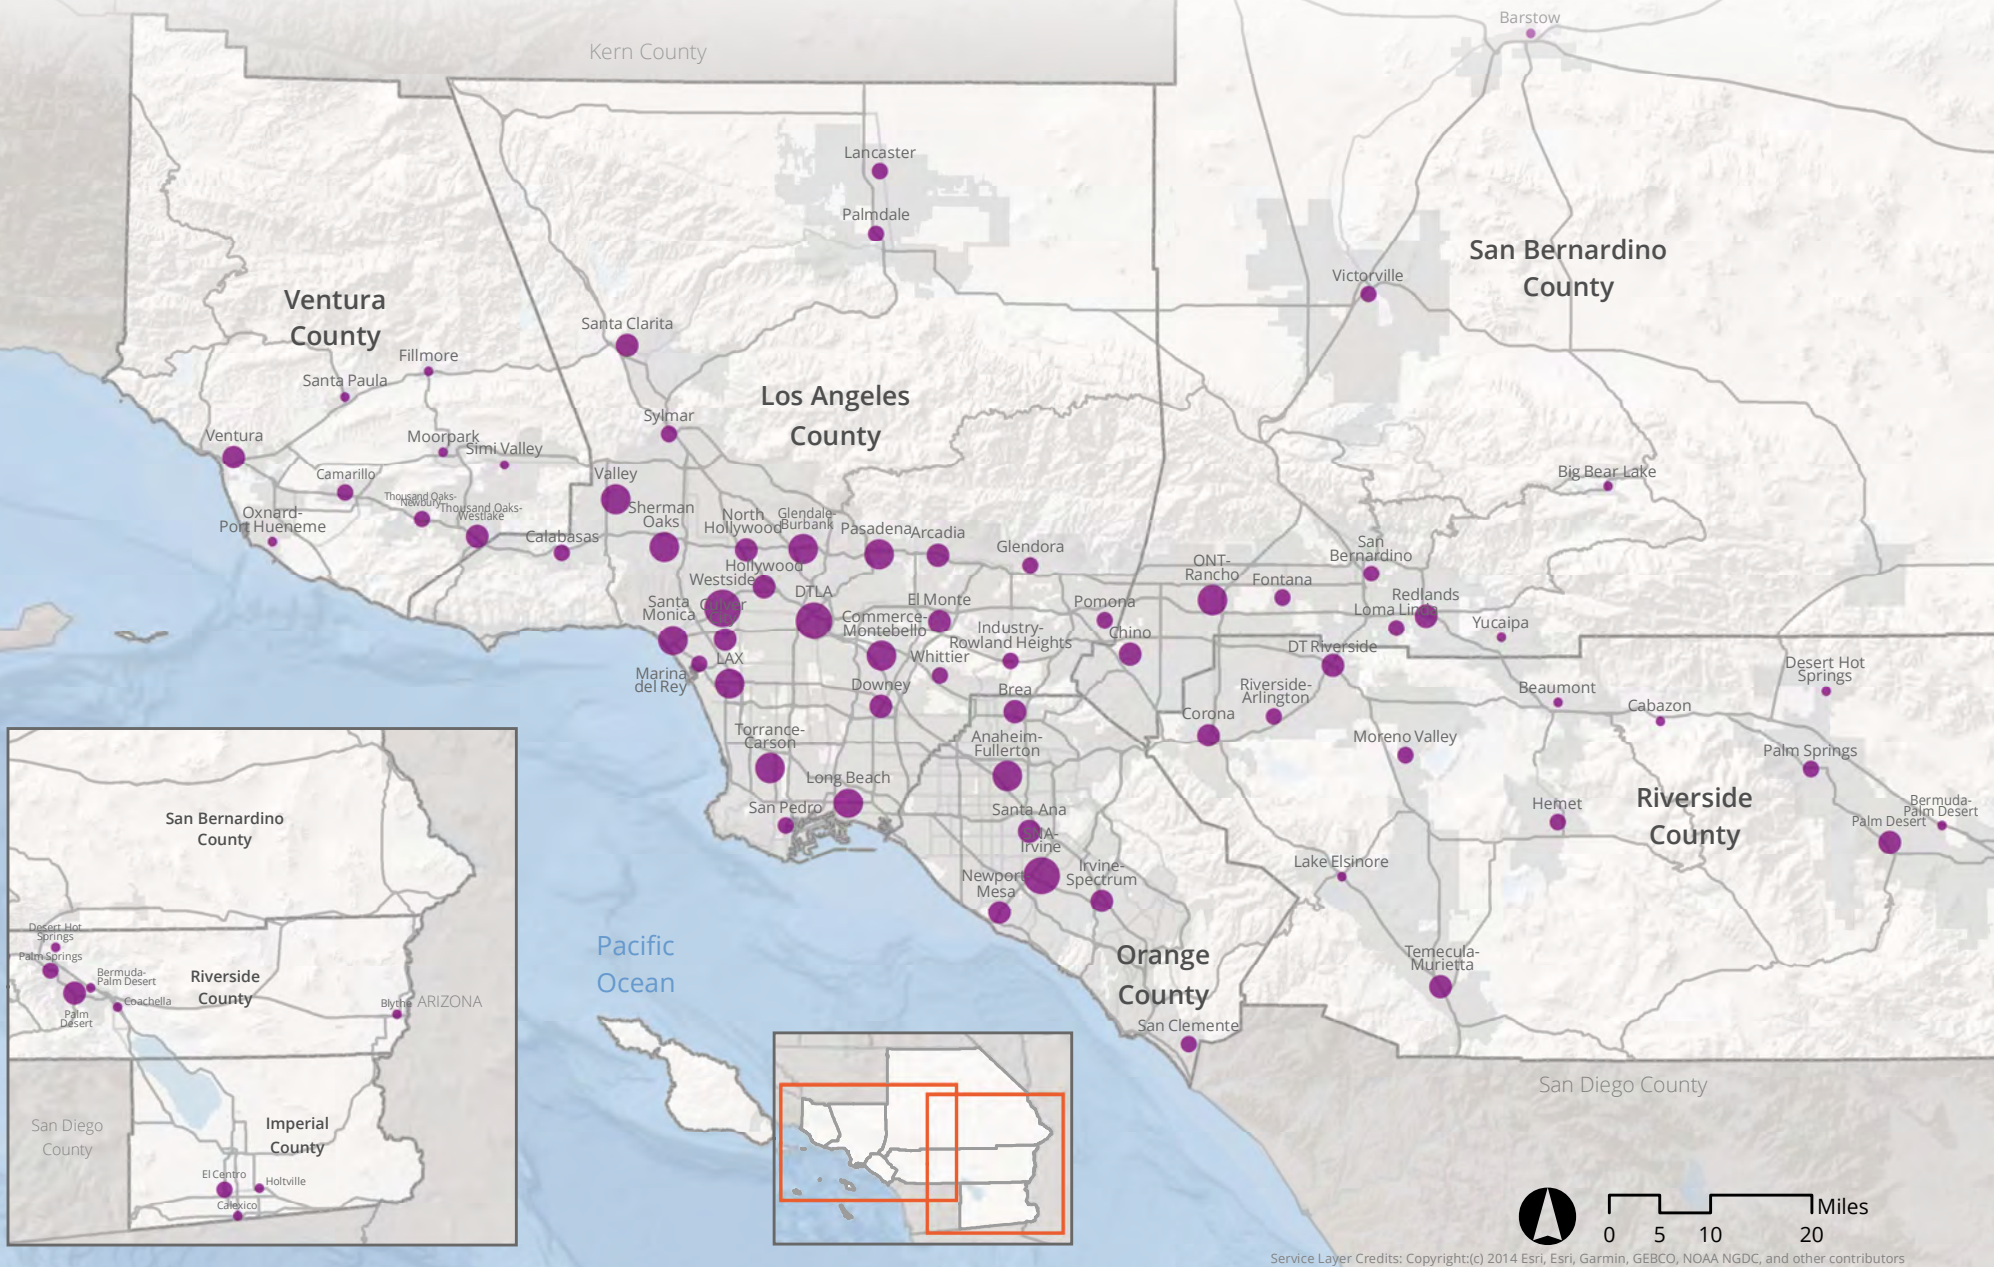 Barstow
Kern County
Lancaster
Palmdale
San Bernardino
County
Victorville
Ventura
County
Santa Clarita
Fillmore
Santa Paula
Los Angeles
County
Sylmar
Ventura
Moorpark
Simi Valley
Camarillo
Valley
Big Bear Lake
Thousand Oaks-
Newbury
Thousand Oaks-
Westlake
Oxnard-
Port Hueneme
Calabasas
Sherman
Oaks
North
Hollywood
Glendale-
Burbank
Pasadena
Arcadia
Glendora
San
Bernardino
ONT-
Rancho
Fontana
Hollywood
Westside
DTLA
Santa
Monica
Culver
El Monte
Commerce-
Montebello
Industry-
Rowland Heights
Pomona
Chino
Redlands
Loma Linda
Yucaipa
DT Riverside
Marina
del Rey
LAX
Whittier
Downey
Brea
Desert Hot
Springs
Riverside-
Arlington
Beaumont
Cabazon
Corona
Moreno Valley
Palm Springs
Torrance-
Carson
Anaheim-
Fullerton
Long Beach
San Pedro
Santa Ana
SNA-
Irvine
Hemet
Riverside
County
Bermuda-
Palm Desert
Palm Desert
Newport
Mesa
Irvine-
Spectrum
Lake Elsinore
Temecula-
Murietta
Orange
County
San Clemente
Pacific
Ocean
San Diego County
San Bernardino
County
Desert Hot
Springs
Palm Springs
Bermuda-
Palm Desert
Riverside
County
Coachella
Palm
Desert
Blythe
ARIZONA
San Diego
County
Imperial
County
El Centro
Holtville
Calexico
Miles
0 5 10 20
Service Layer Credits: Copyright:(c) 2014 Esri, Esri, Garmin, GEBCO, NOAA NGDC, and other contributors